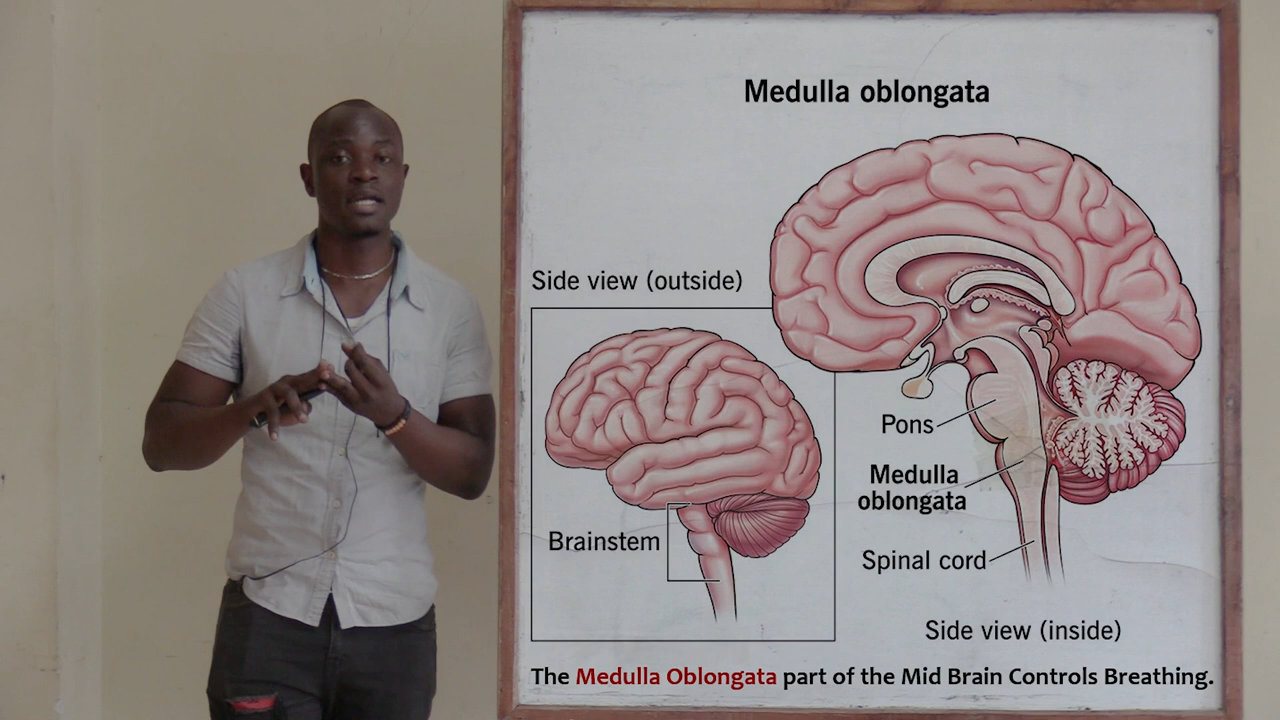 Medulla oblongata
Side view (outside)
Brainstem
Pons
Medulla
oblongata
Spinal cord
Side view (inside)
The Medulla Oblongata part of the Mid Brain Controls Breathing.